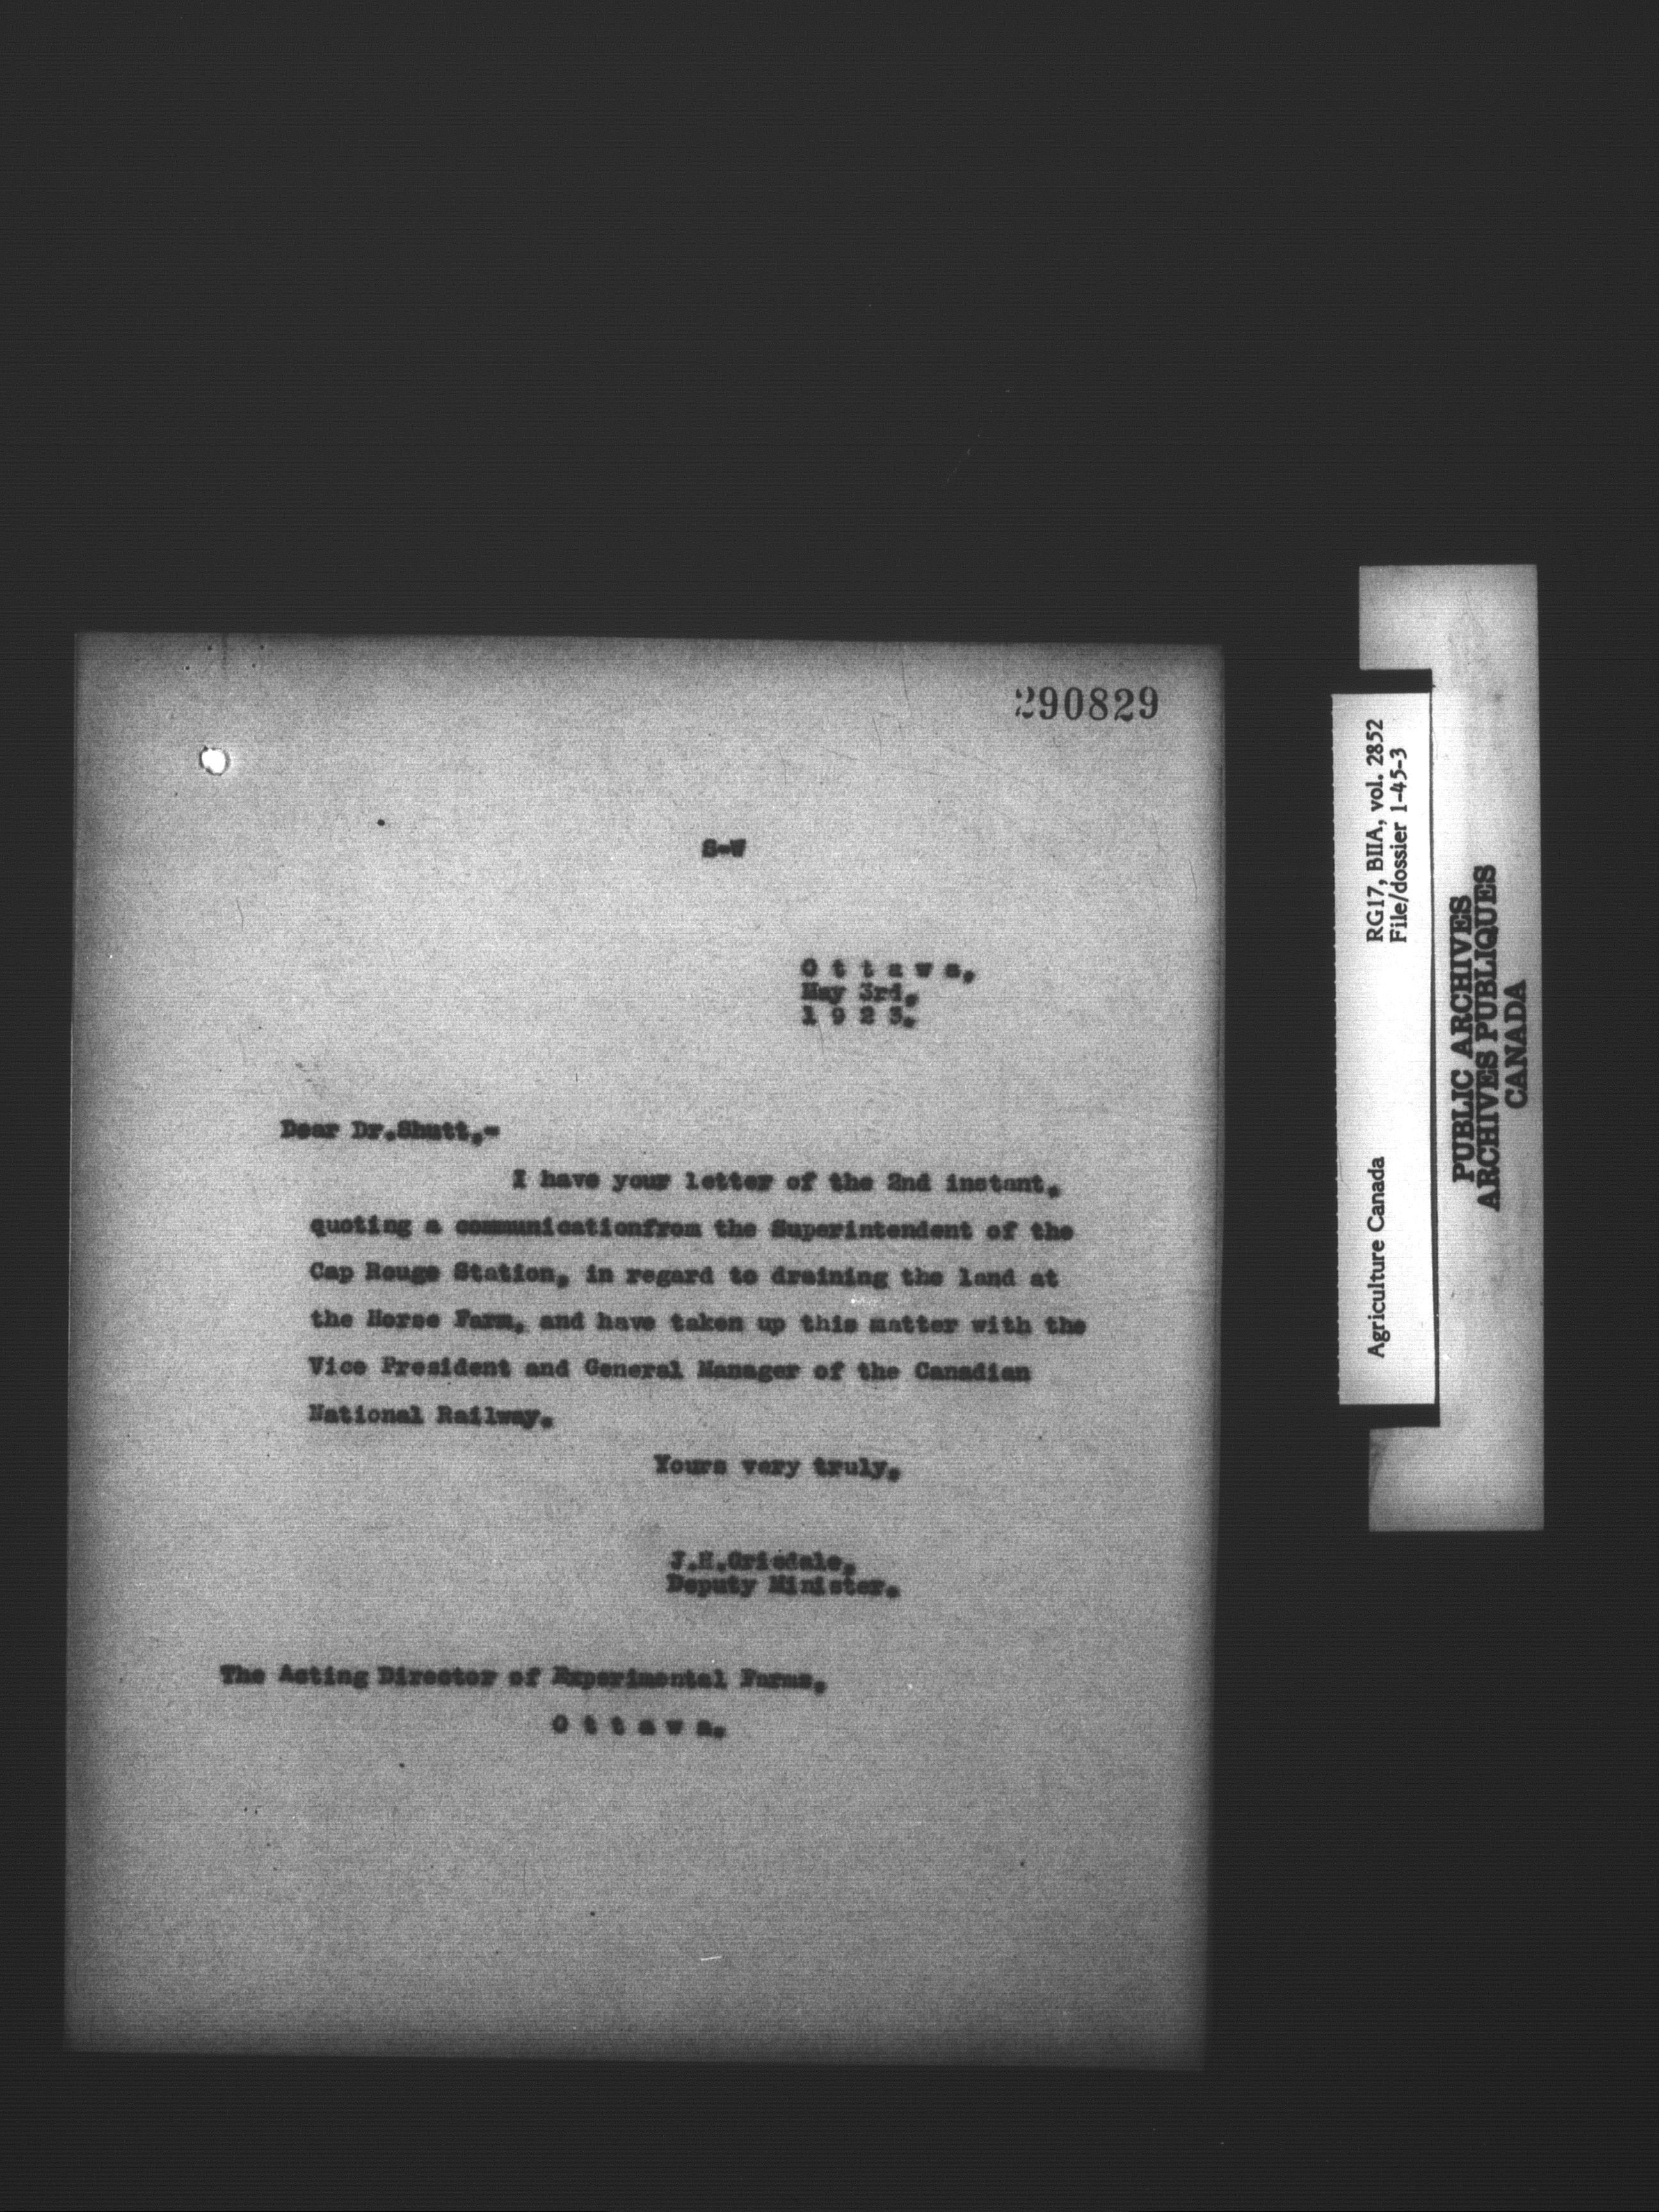 290829
S-W
O t t a w a,
May 3rd,
1 9 2 3.
Dear Dr.Shutt,-
I have your letter of the 2nd instant,
quoting a communicationfrom the Superintendent of the
Cap Rouge Station, in regard to draining the land at
the Horse Farm, and have taken up this matter with the
Vice President and General Manager of the Canadian
National Railway.
Yours very truly,
J.H.Grisdale,
Deputy Minister.
The Acting Director of Experimental Farms,
O t t a w a.
Agriculture Canada RG17, BIIA, vol. 2852
File/dossier 1-45-3
PUBLIC ARCHIVES
ARCHIVES PUBLIQUES
CANADA